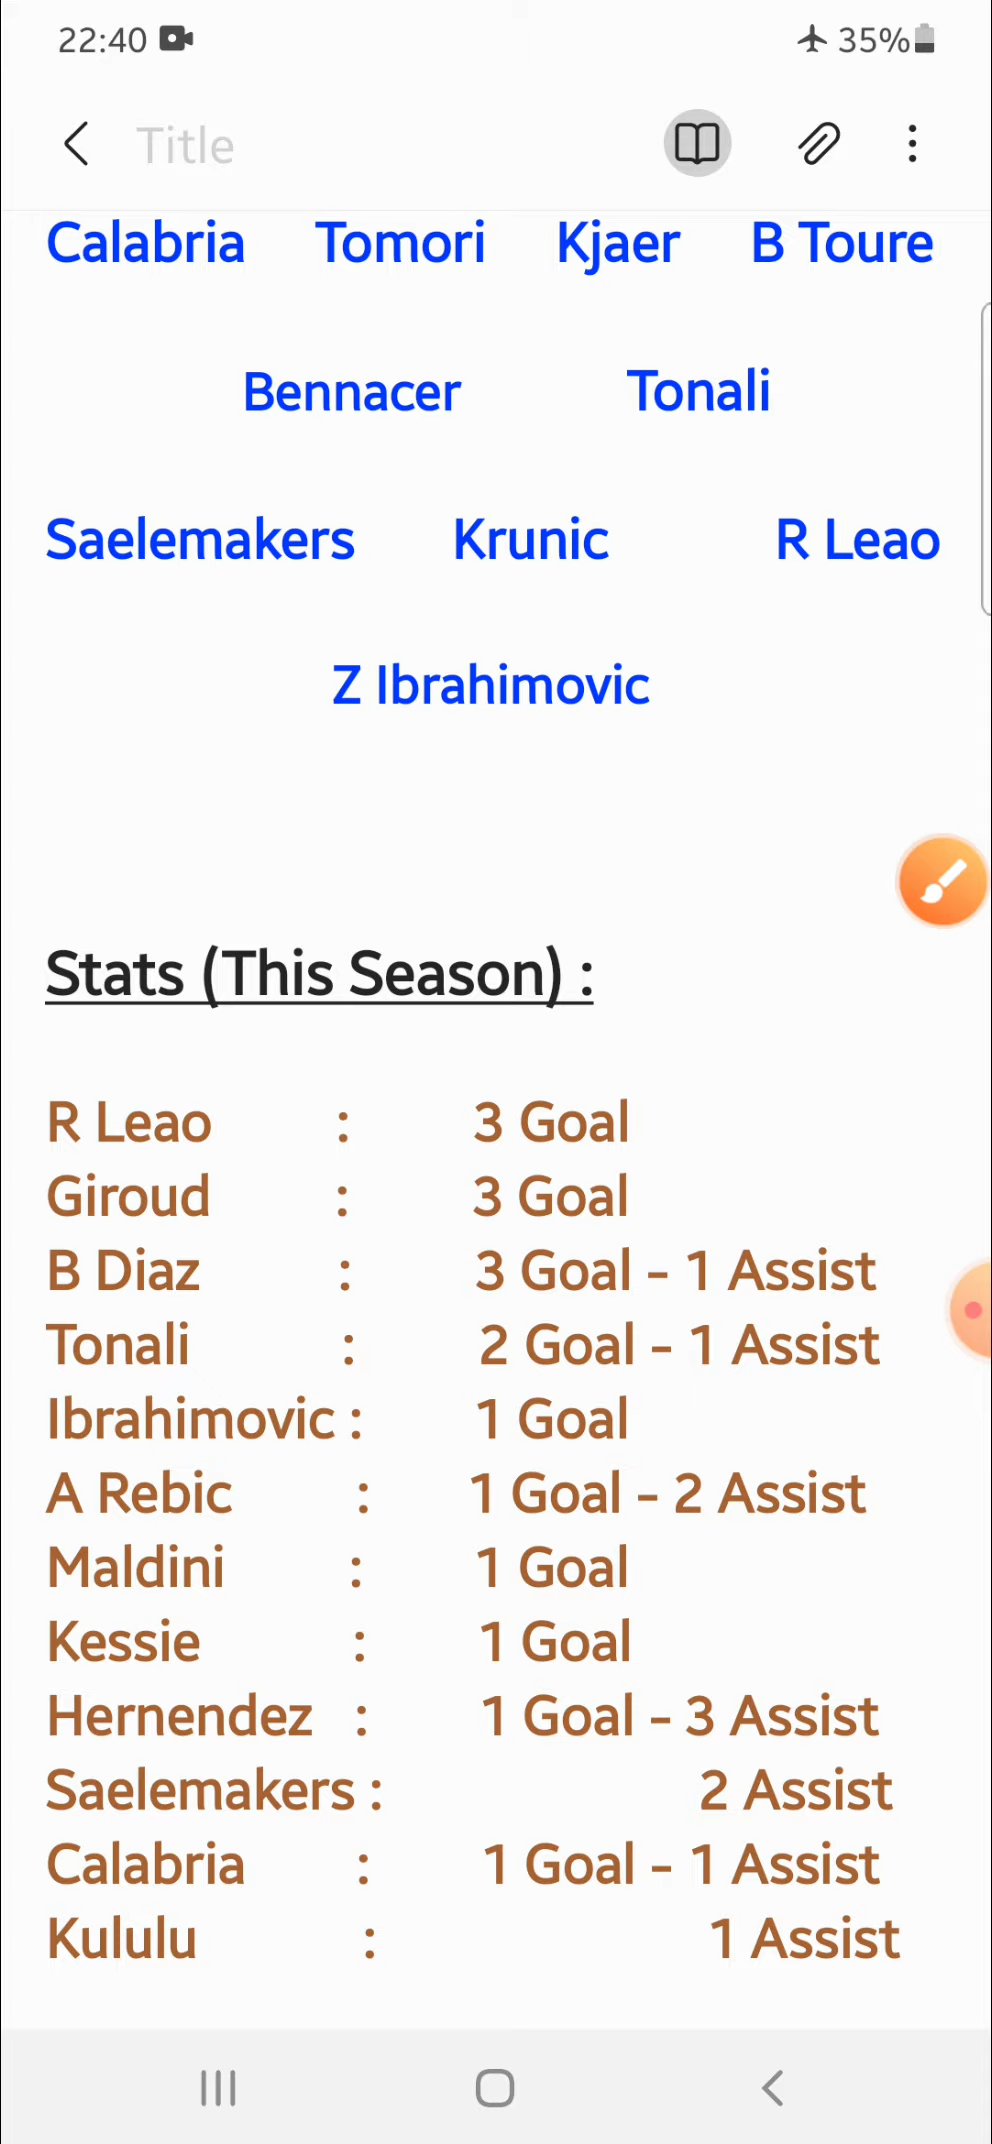 22:40 35%
Title
Calabria Tomori Kjaer B Toure
Bennacer Tonali
Saelemakers Krunic R Leao
Z Ibrahimovic
Stats (This Season) :
R Leao : 3 Goal
Giroud : 3 Goal
B Diaz : 3 Goal - 1 Assist
Tonali : 2 Goal - 1 Assist
Ibrahimovic : 1 Goal
A Rebic : 1 Goal - 2 Assist
Maldini : 1 Goal
Kessie : 1 Goal
Hernendez : 1 Goal - 3 Assist
Saelemakers : 2 Assist
Calabria : 1 Goal - 1 Assist
Kululu : 1 Assist